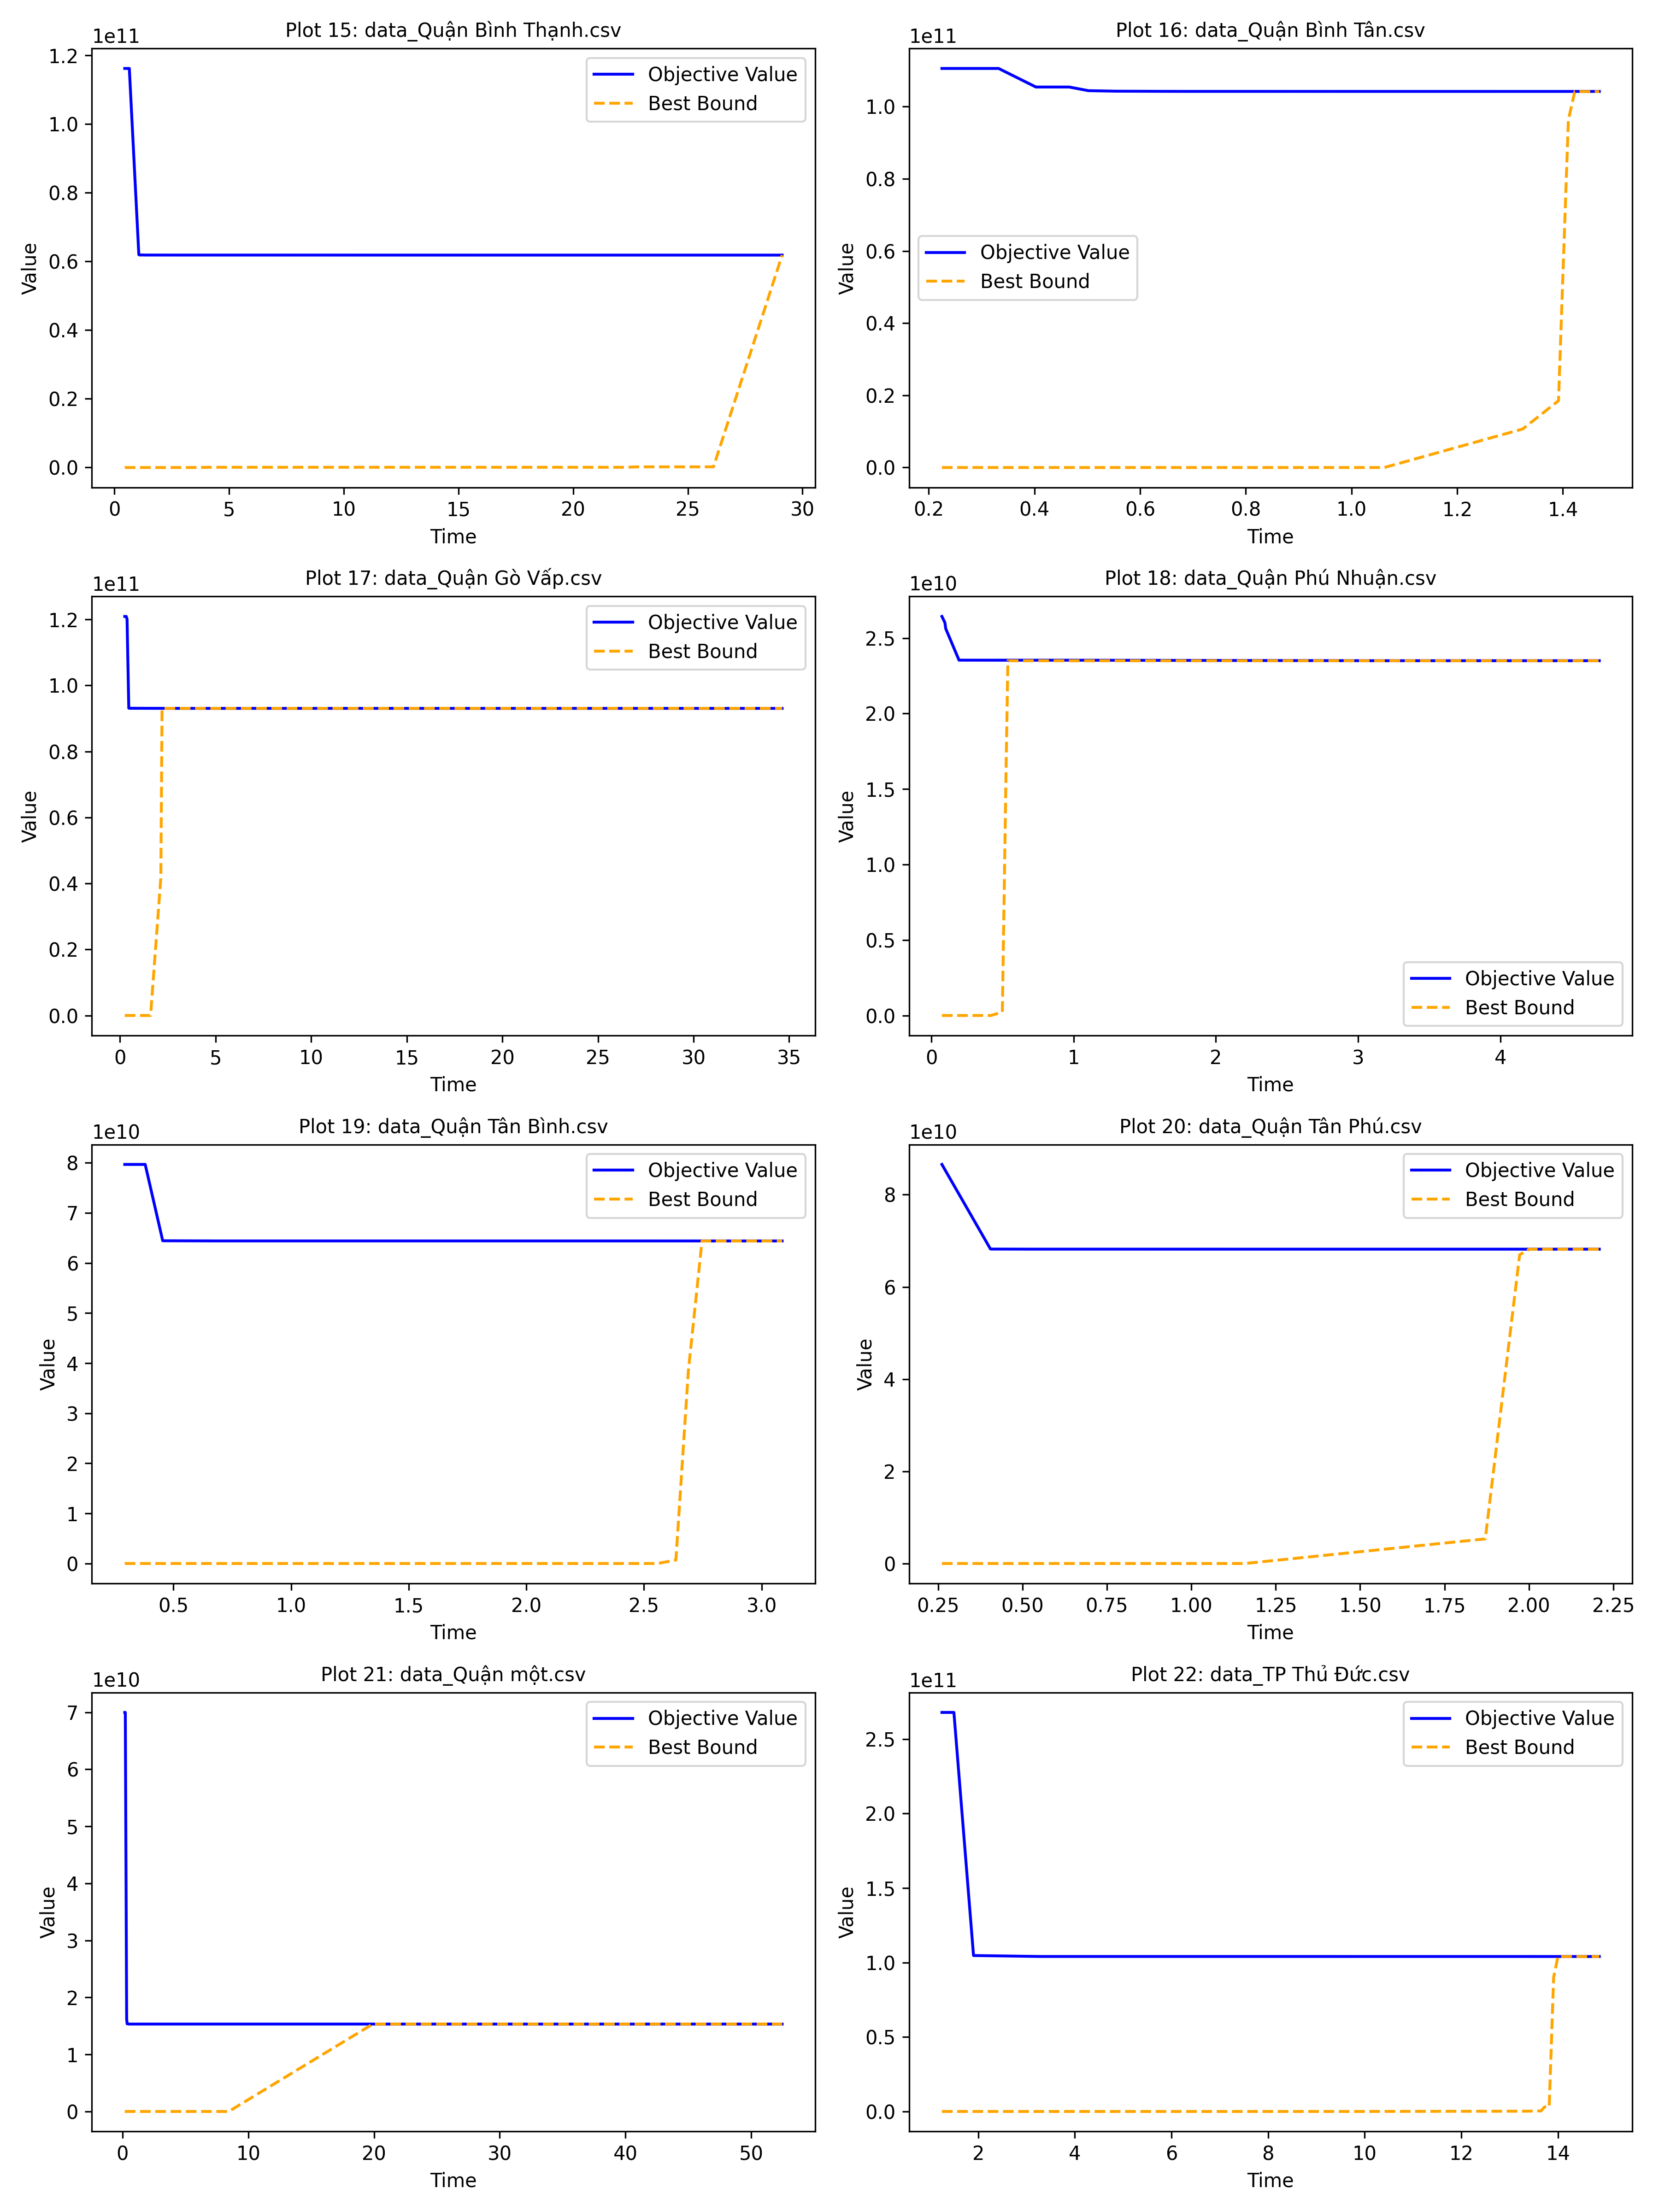 Plot 15: data_Quận Bình Thạnh.csv
1e11
1.2
1.0
0.8
0.6
0.4
0.2
0.0
Value
0 5 10 15 20 25 30
Time
Objective Value
Best Bound
Plot 16: data_Quận Bình Tân.csv
1e11
1.0
0.8
0.6
0.4
0.2
0.0
Value
0.2 0.4 0.6 0.8 1.0 1.2 1.4
Time
Objective Value
Best Bound
Plot 17: data_Quận Gò Vấp.csv
1e11
1.2
1.0
0.8
0.6
0.4
0.2
0.0
Value
0 5 10 15 20 25 30 35
Time
Objective Value
Best Bound
Plot 18: data_Quận Phú Nhuận.csv
1e10
2.5
2.0
1.5
1.0
0.5
0.0
Value
0 1 2 3 4
Time
Objective Value
Best Bound
Plot 19: data_Quận Tân Bình.csv
1e10
8
7
6
5
4
3
2
1
0
Value
0.5 1.0 1.5 2.0 2.5 3.0
Time
Objective Value
Best Bound
Plot 20: data_Quận Tân Phú.csv
1e10
8
6
4
2
0
Value
0.25 0.50 0.75 1.00 1.25 1.50 1.75 2.00 2.25
Time
Objective Value
Best Bound
Plot 21: data_Quận một.csv
1e10
7
6
5
4
3
2
1
0
Value
0 10 20 30 40 50
Time
Objective Value
Best Bound
Plot 22: data_TP Thủ Đức.csv
1e11
2.5
2.0
1.5
1.0
0.5
0.0
Value
2 4 6 8 10 12 14
Time
Objective Value
Best Bound